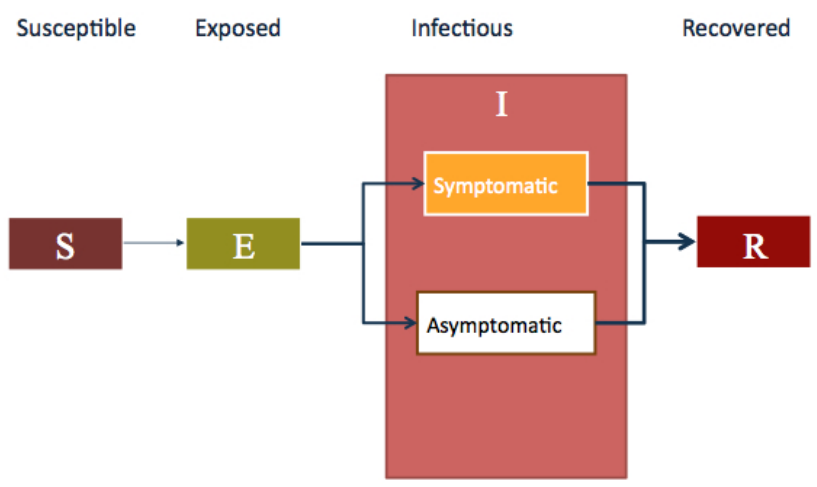 Susceptible Exposed Infectious Recovered
I
Symptomatic
S E R
Asymptomatic